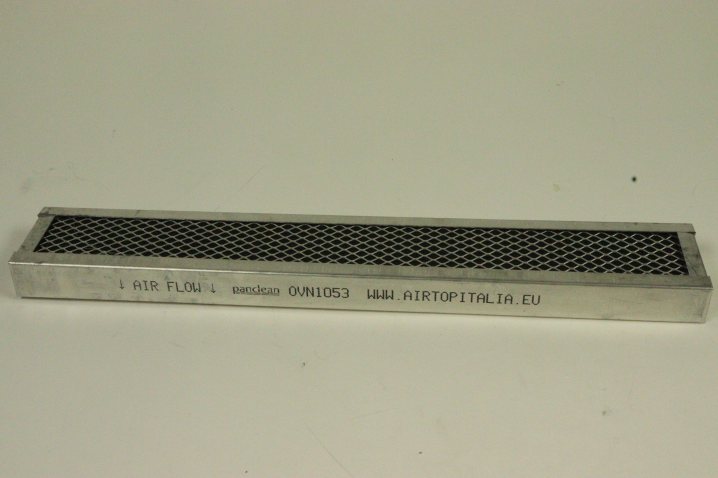 ↓ AIR FLOW ↓ panclean OVN1053 WWW.AIRTOPITALIA.EU